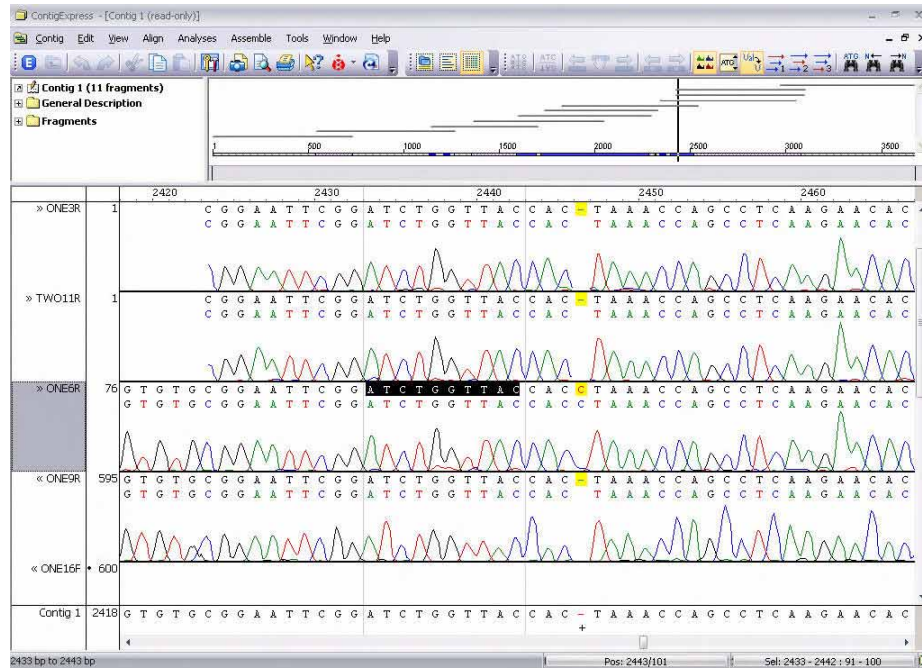 ContigExpress - [Contig 1 (read-only)]
Contig Edit View Align Analyses Assemble Tools Window Help
Contig 1 (11 fragments)
General Description
Fragments
1 500 1000 1500 2000 2500 3000 3500
2420 2430 2440 2450 2460
» ONE3R 1 C G G A A T T C G G A T C T G G T T A C C A C - T A A A C C A G C C T C A A G A A C A C
C G G A A T T C G G A T C T G G T T A C C A C T A A A C C A G C C T C A A G A A C A C
» TWO11R 1 C G G A A T T C G G A T C T G G T T A C C A C - T A A A C C A G C C T C A A G A A C A C
C G G A A T T C G G A T C T G G T T A C C A C T A A A C C A G C C T C A A G A A C A C
» ONE6R 76 G T G T G C G G A A T T C G G A T C T G G T T A C C A C C T A A A C C A G C C T C A A G A A C A C
G T G T G C G G A A T T C G G A T C T G G T T A C C A C C T A A A C C A G C C T C A A G A A C A C
« ONE9R 595 G T G T G C G G A A T T C G G A T C T G G T T A C C A C - T A A A C C A G C C T C A A G A A C A C
G T G T G C G G A A T T C G G A T C T G G T T A C C A C T A A A C C A G C C T C A A G A A C A C
« ONE16F 600
Contig 1 2418 G T G T G C G G A A T T C G G A T C T G G T T A C C A C - T A A A C C A G C C T C A A G A A C A C
+
2433 bp to 2443 bp Pos: 2443/101 Sel: 2433 - 2442 : 91 - 100